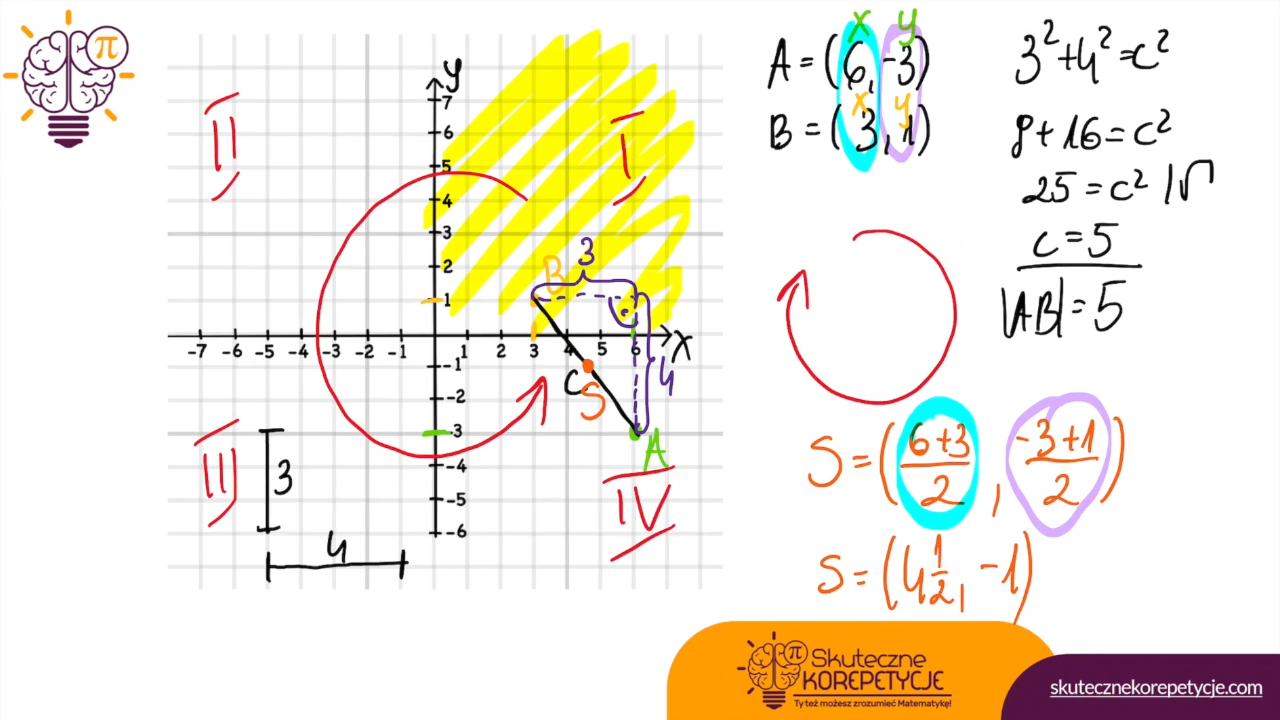 π
y
7
6
5
4
3
2
1
-7 -6 -5 -4 -3 -2 -1 1 2 3 4 5 6 X
-1
-2
-3
-4
-5
-6
II
I
III
IV
3
B
4
C
S
A
3
4
x y
A = (6, -3)
x y
B = (3, 1)
3² + 4² = c²
9 + 16 = c²
25 = c² |√
c = 5
|AB| = 5
S = (6+3/2, -3+1/2)
S = (4 1/2, -1)
π
Skuteczne
KOREPETYCJE
Ty też możesz zrozumieć Matematykę!
skutecznekorepetycje.com